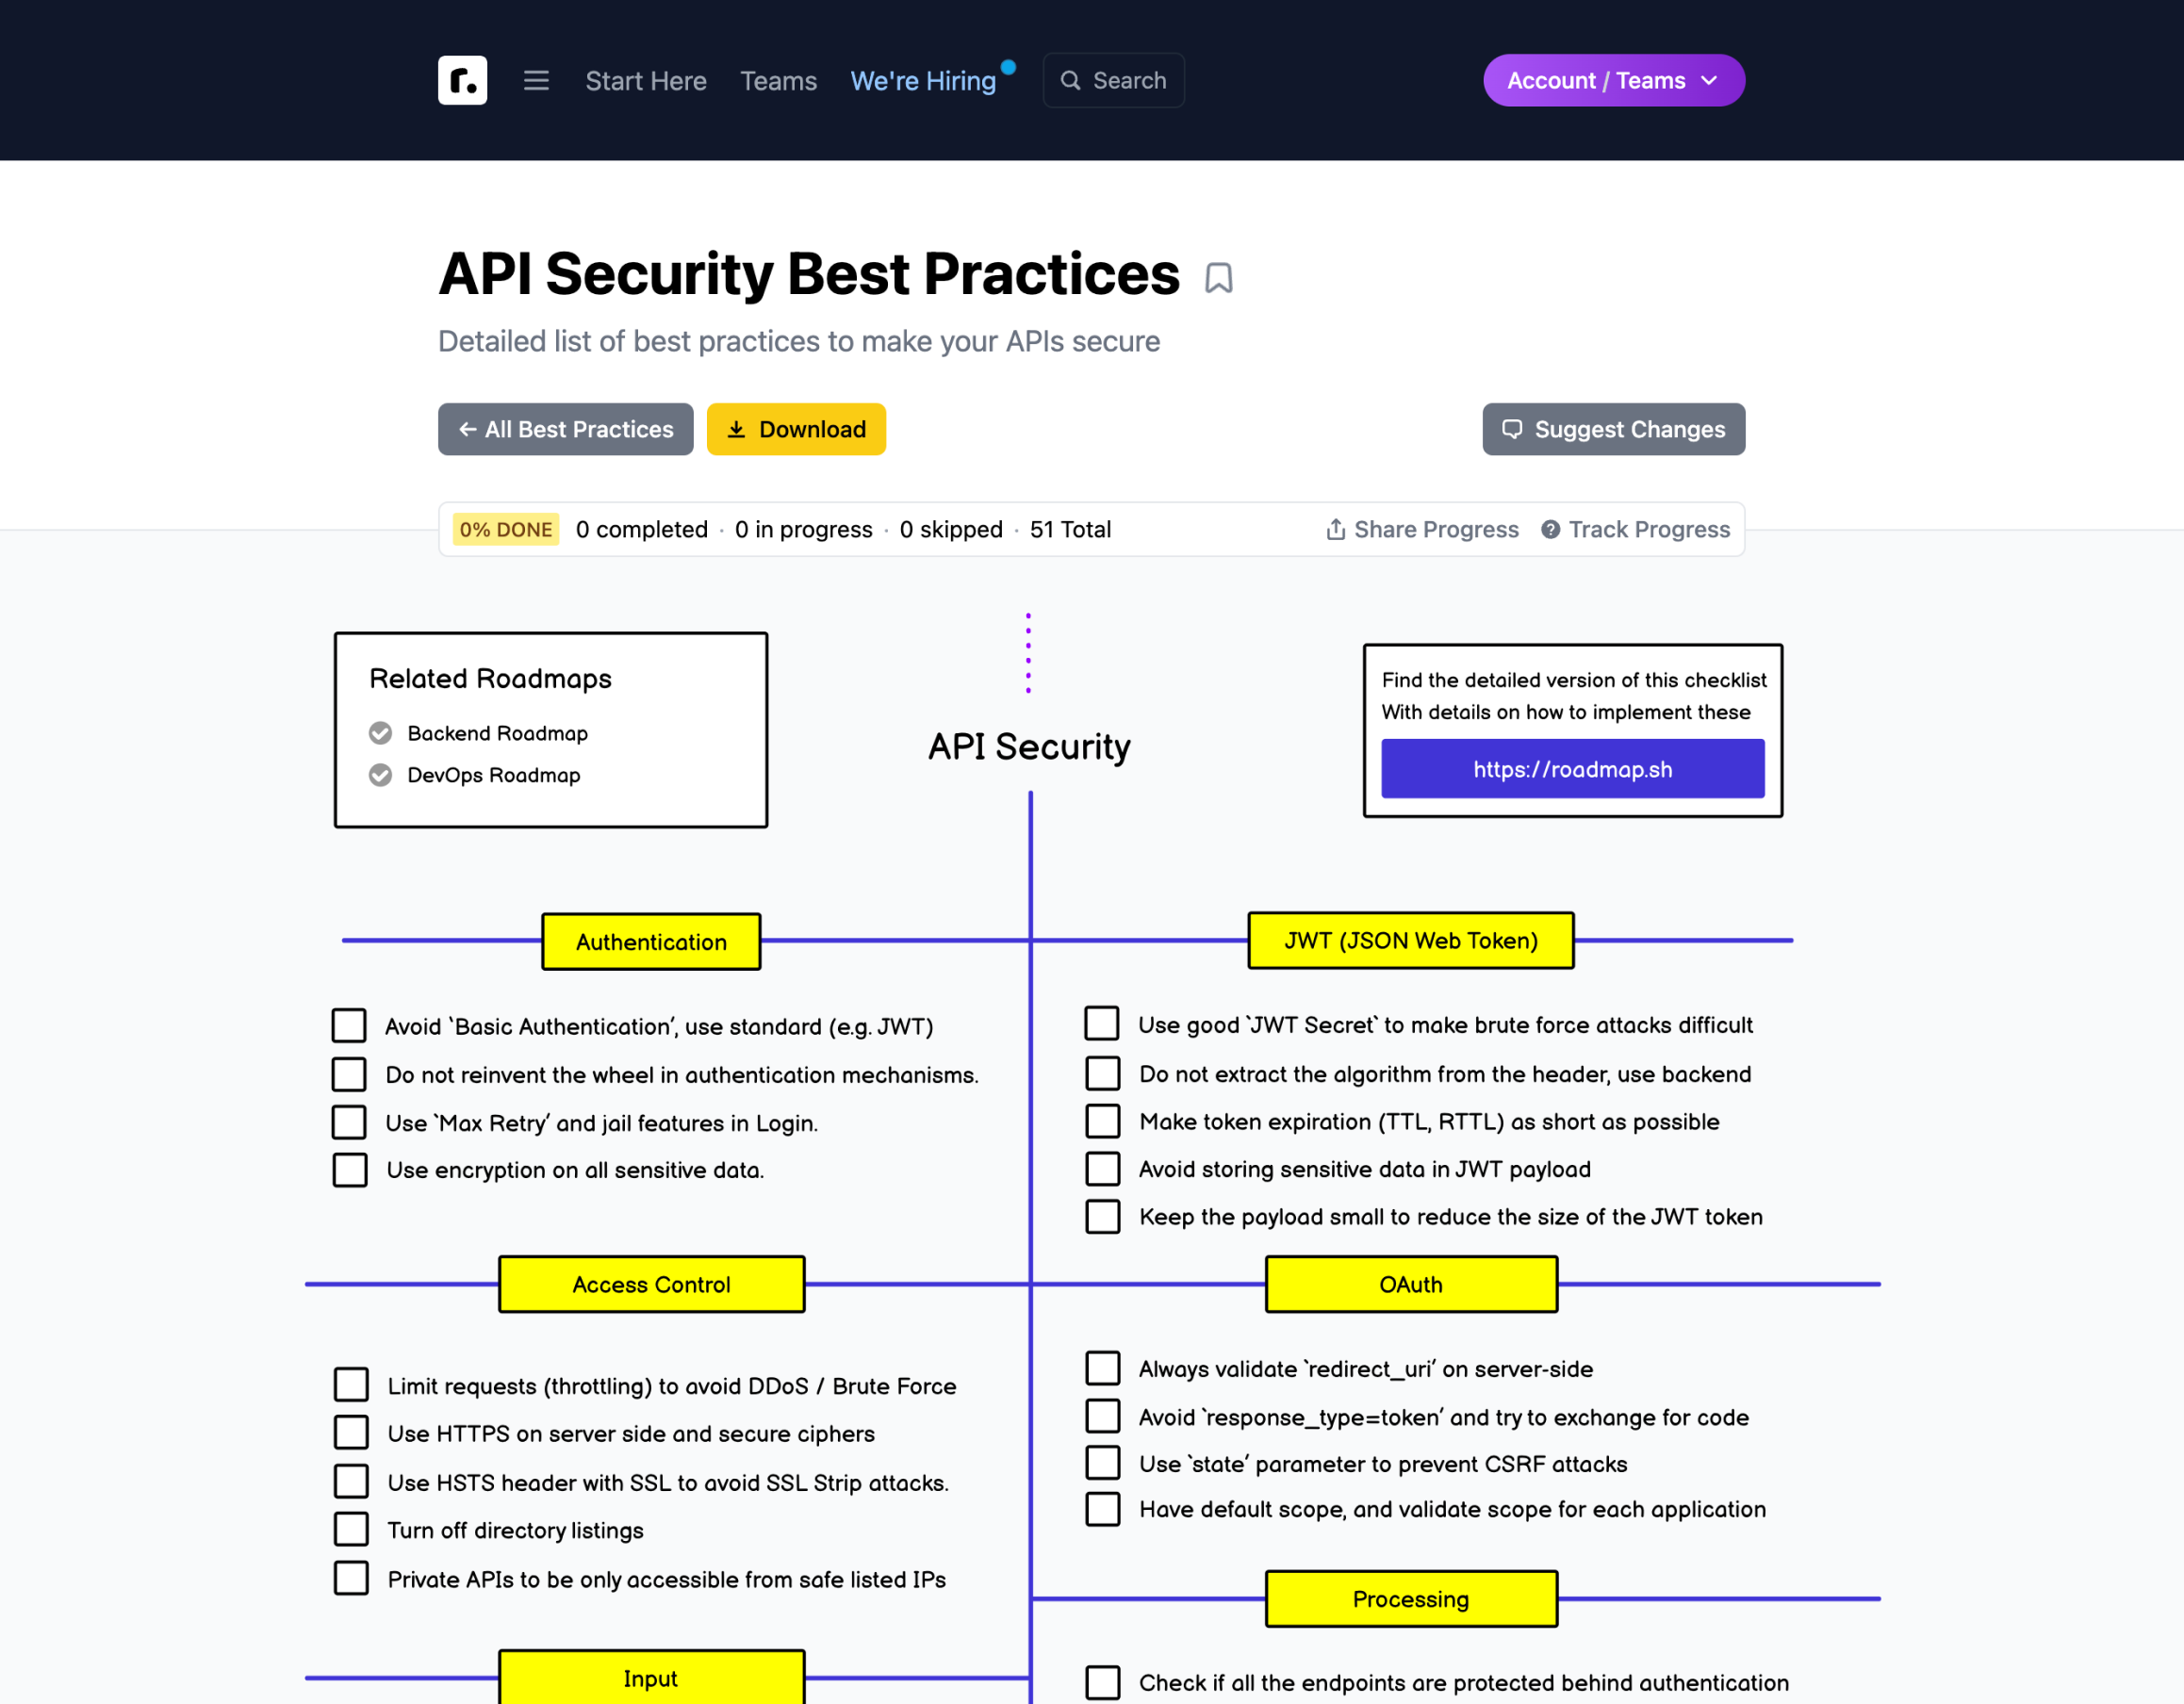 r.
Start Here
Teams
We're Hiring
Search
Account / Teams
API Security Best Practices
Detailed list of best practices to make your APIs secure
← All Best Practices
Download
Suggest Changes
0% DONE 0 completed · 0 in progress · 0 skipped · 51 Total
Share Progress
? Track Progress
Related Roadmaps
Backend Roadmap
DevOps Roadmap
API Security
Find the detailed version of this checklist
With details on how to implement these
https://roadmap.sh
Authentication
Avoid `Basic Authentication’, use standard (e.g. JWT)
Do not reinvent the wheel in authentication mechanisms.
Use `Max Retry’ and jail features in Login.
Use encryption on all sensitive data.
JWT (JSON Web Token)
Use good `JWT Secret` to make brute force attacks difficult
Do not extract the algorithm from the header, use backend
Make token expiration (TTL, RTTL) as short as possible
Avoid storing sensitive data in JWT payload
Keep the payload small to reduce the size of the JWT token
Access Control
Limit requests (throttling) to avoid DDoS / Brute Force
Use HTTPS on server side and secure ciphers
Use HSTS header with SSL to avoid SSL Strip attacks.
Turn off directory listings
Private APIs to be only accessible from safe listed IPs
OAuth
Always validate `redirect_uri’ on server-side
Avoid `response_type=token’ and try to exchange for code
Use `state’ parameter to prevent CSRF attacks
Have default scope, and validate scope for each application
Processing
Check if all the endpoints are protected behind authentication
Input